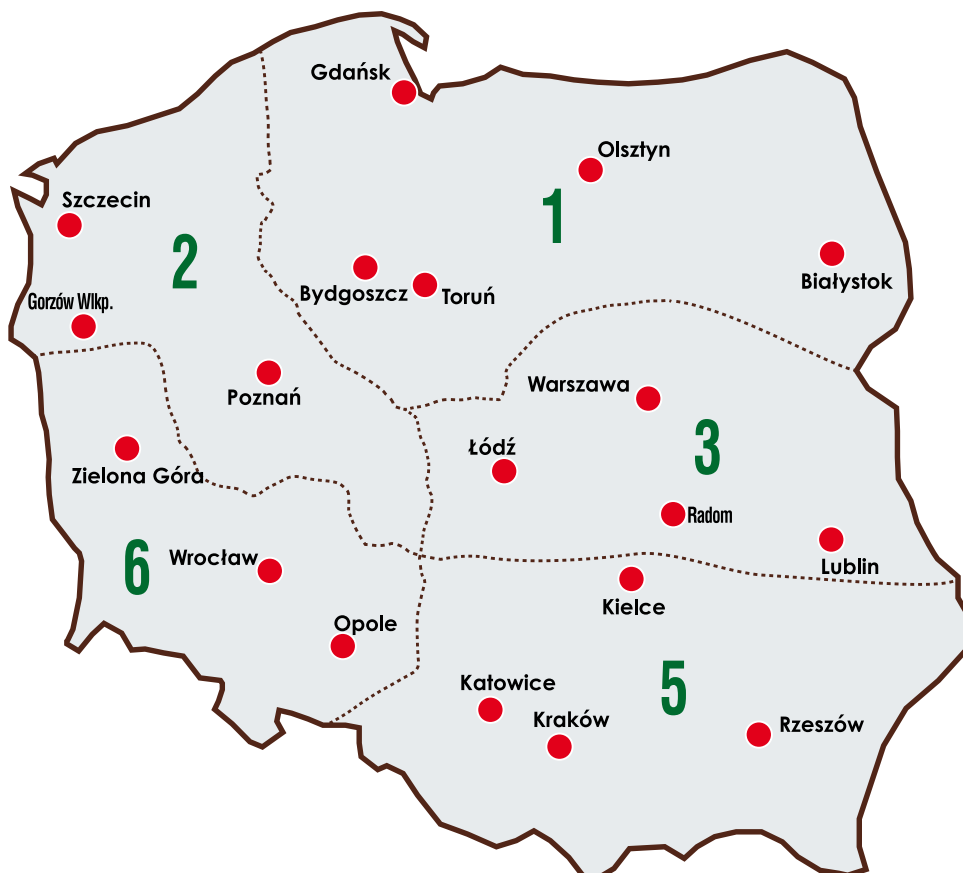 Gdańsk
Olsztyn
1
Szczecin
2
Białystok
Bydgoszcz
Toruń
Gorzów Wlkp.
Poznań
Warszawa
3
Łódź
Zielona Góra
Radom
6
Wrocław
Lublin
Kielce
Opole
Katowice
5
Kraków
Rzeszów